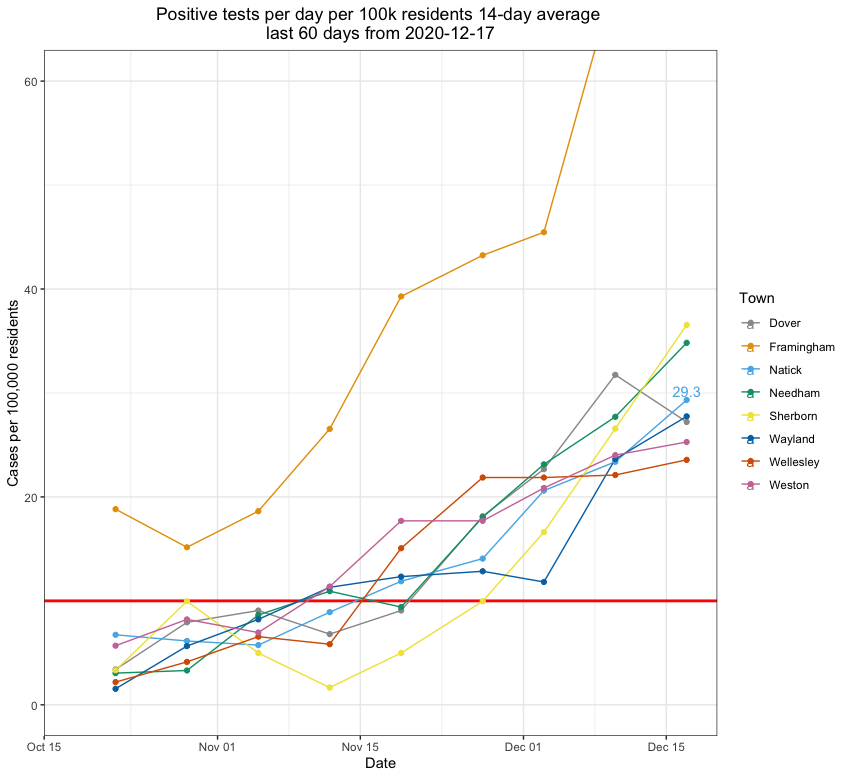 Positive tests per day per 100k residents 14-day average
last 60 days from 2020-12-17
Cases per 100,000 residents
60
40
20
0
29.3
Oct 15
Nov 01
Nov 15
Dec 01
Dec 15
Date
Town
Dover
Framingham
Natick
Needham
Sherborn
Wayland
Wellesley
Weston